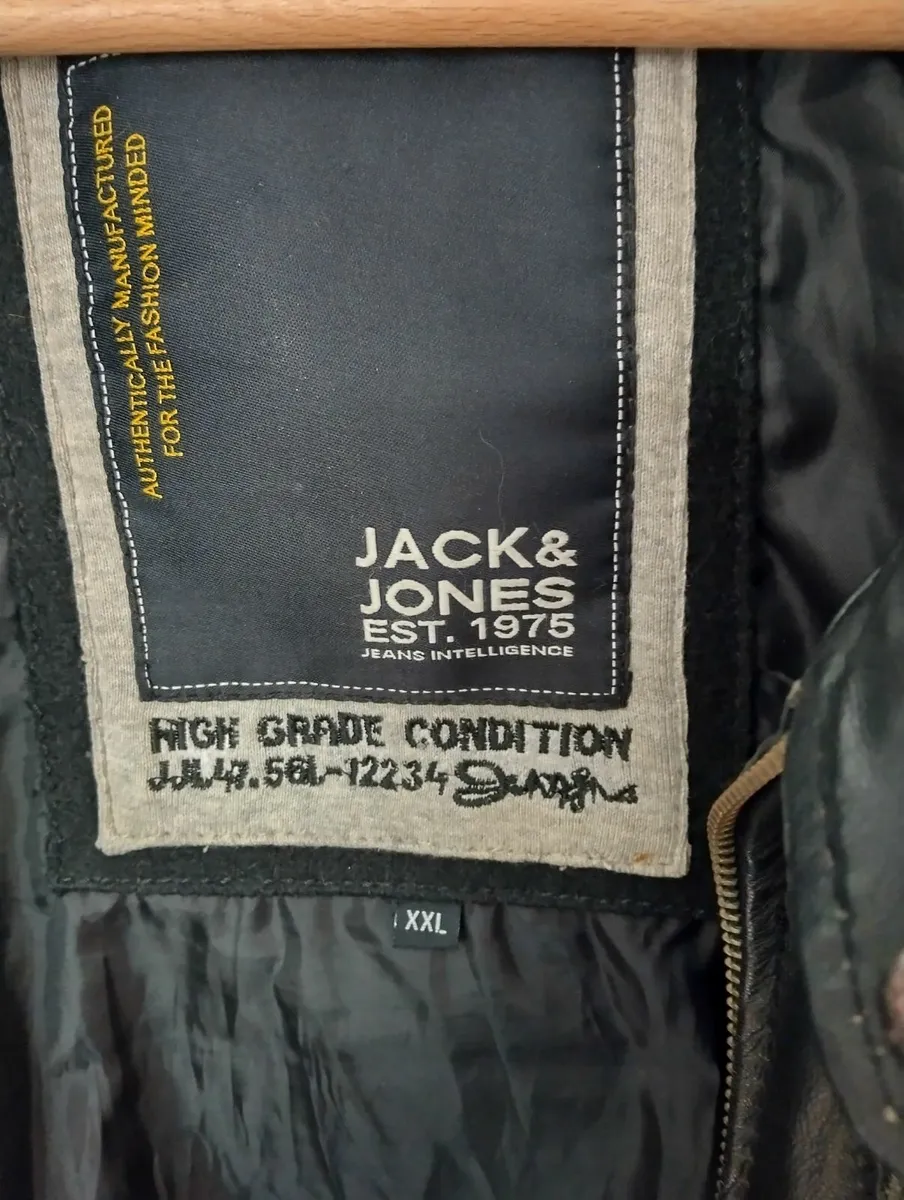 AUTHENTICALLY MANUFACTURED
FOR THE FASHION MINDED
JACK&
JONES
EST. 1975
JEANS INTELLIGENCE
HIGH GRADE CONDITION
XXL